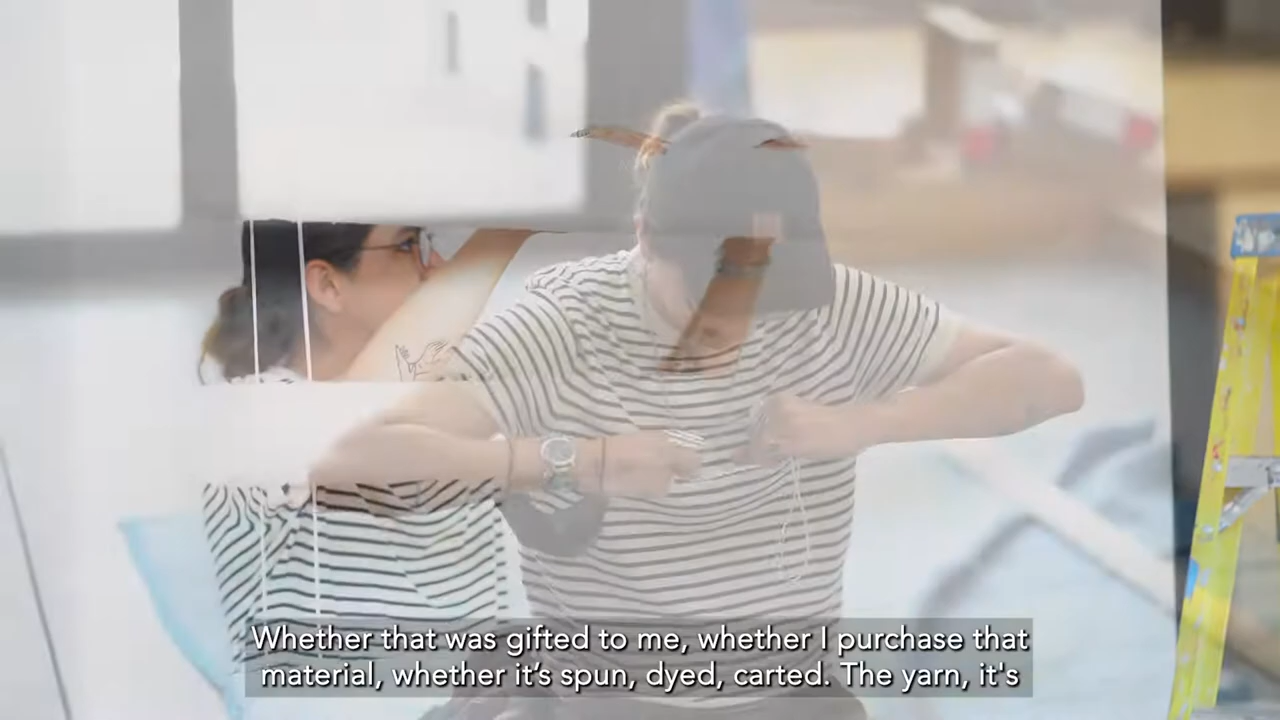 Whether that was gifted to me, whether I purchase that
material, whether it’s spun, dyed, carted. The yarn, it's